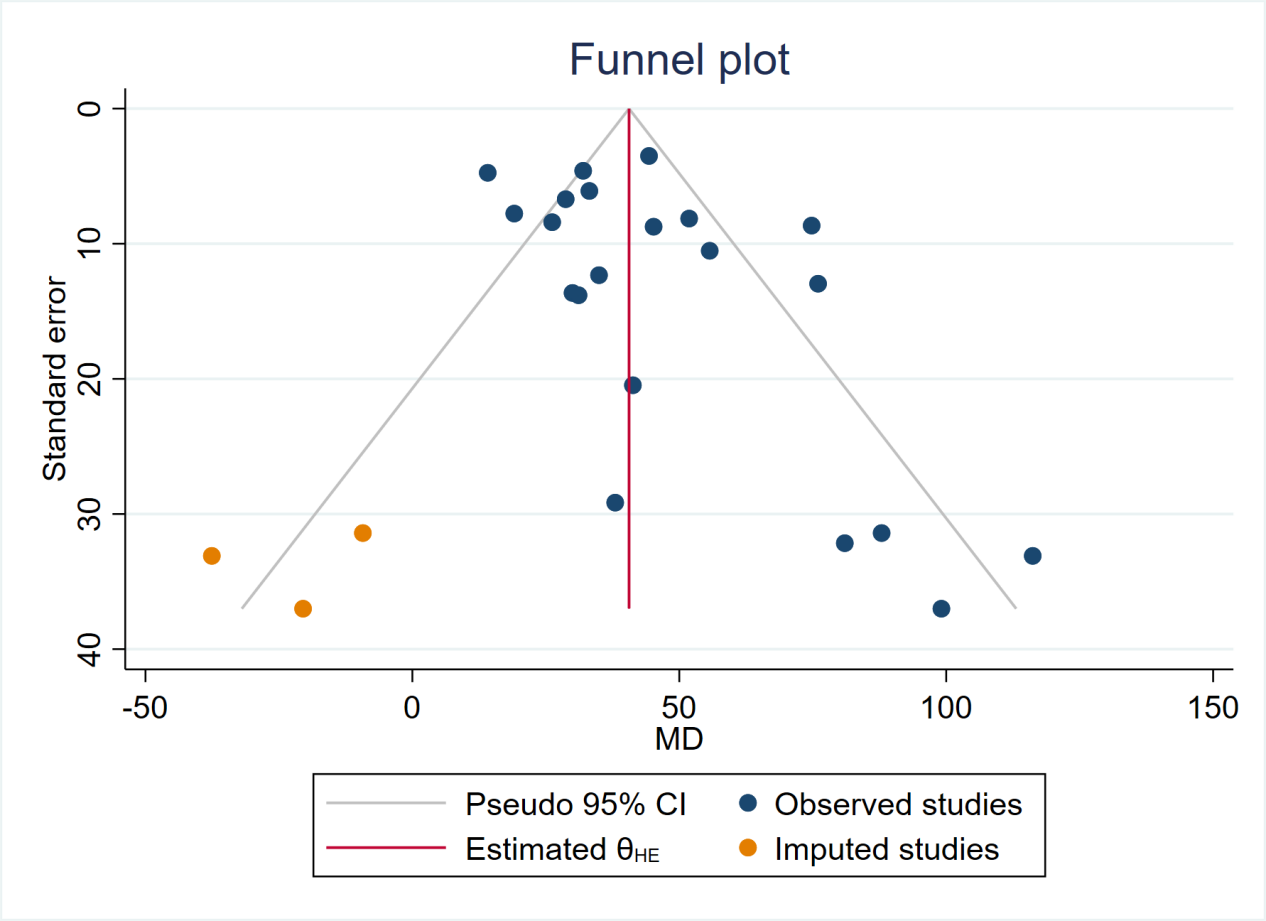 Funnel plot
0
10
20
30
40
Standard error
-50 0 50 100 150
MD
Pseudo 95% CI Observed studies
Estimated θHE Imputed studies